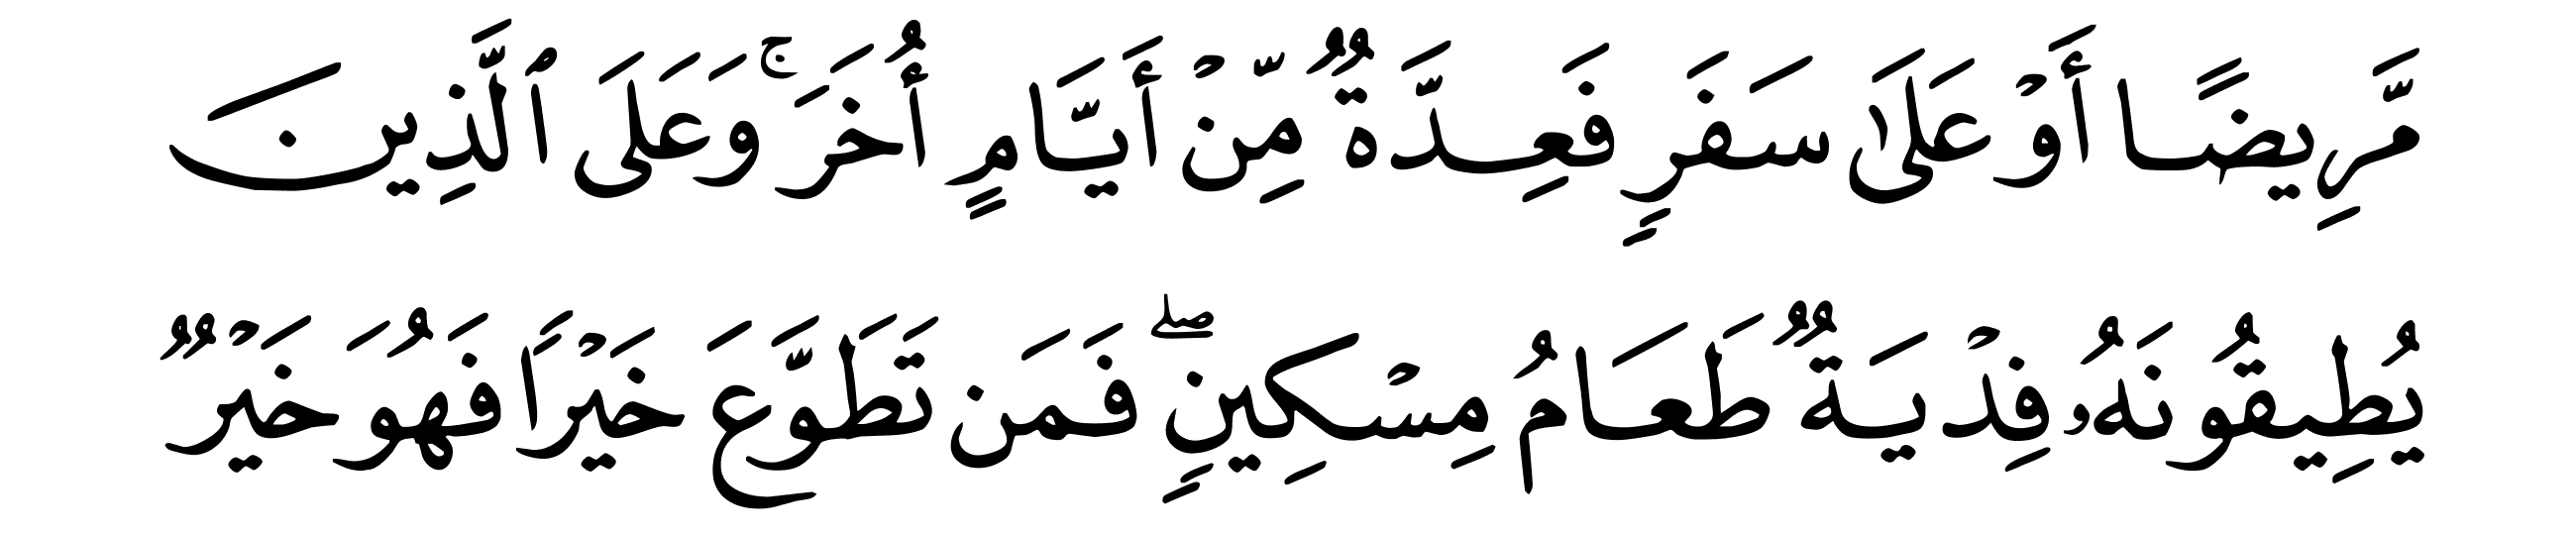 مَّرِيضًا أَوۡ عَلَىٰ سَفَرٍ فَعِدَّةٌ مِّنۡ أَيَّامٍ أُخَرَۚ وَعَلَى ٱلَّذِينَ
يُطِيقُونَهُۥ فِدۡيَةٌ طَعَامُ مِسۡكِينٍۖ فَمَن تَطَوَّعَ خَيۡرًا فَهُوَ خَيۡرٌ